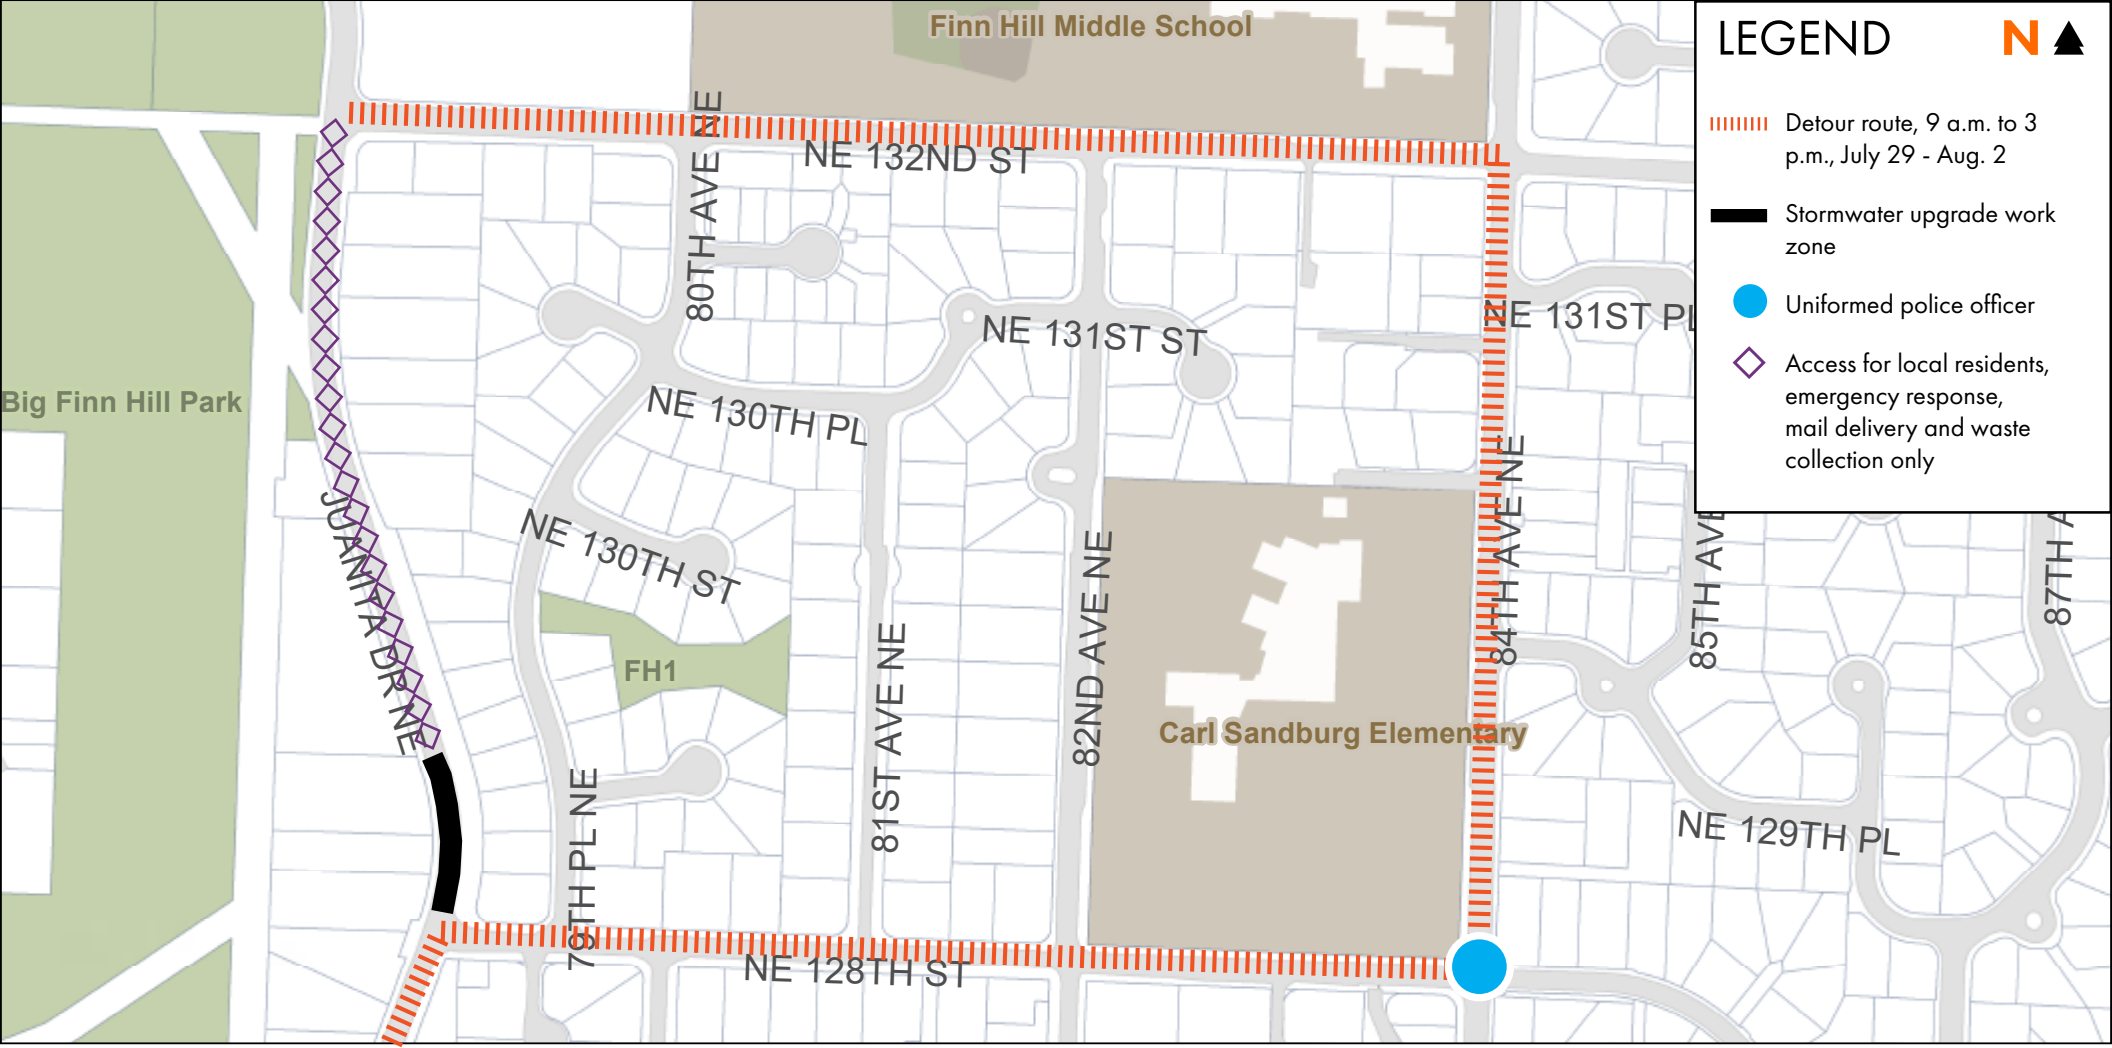 Finn Hill Middle School
LEGEND
N
Detour route, 9 a.m. to 3
p.m., July 29 - Aug. 2
Stormwater upgrade work
zone
Uniformed police officer
Access for local residents,
emergency response,
mail delivery and waste
collection only
NE 132ND ST
80TH AVE NE
NE 131ST ST
NE 131ST PL
Big Finn Hill Park
NE 130TH PL
NE 130TH ST
JUANITA DR NE
FH1
82ND AVE NE
84TH AVE NE
85TH AVE
87TH A
Carl Sandburg Elementary
81ST AVE NE
79TH PL NE
NE 129TH PL
NE 128TH ST